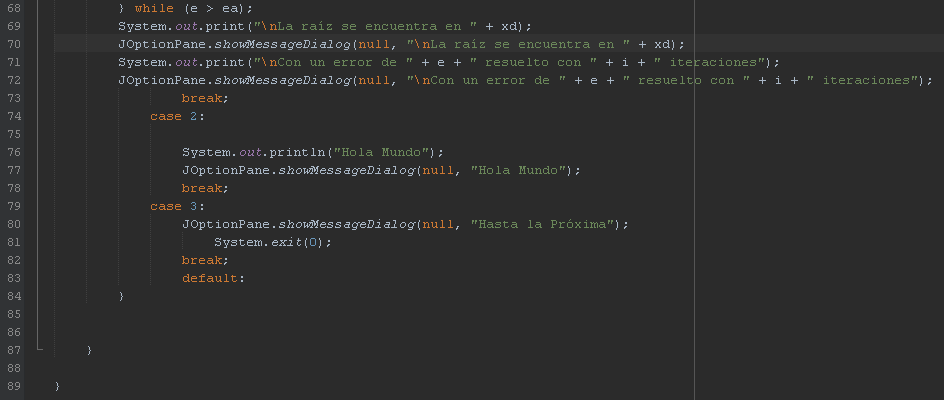 68 } while (e > ea);
69 System.out.print("\nLa raíz se encuentra en " + xd);
70 JOptionPane.showMessageDialog(null, "\nLa raíz se encuentra en " + xd);
71 System.out.print("\nCon un error de " + e + " resuelto con " + i + " iteraciones");
72 JOptionPane.showMessageDialog(null, "\nCon un error de " + e + " resuelto con " + i + " iteraciones");
73 break;
74 case 2:
75
76 System.out.println("Hola Mundo");
77 JOptionPane.showMessageDialog(null, "Hola Mundo");
78 break;
79 case 3:
80 JOptionPane.showMessageDialog(null, "Hasta la Próxima");
81 System.exit(0);
82 break;
83 default:
84 }
85
86
87 }
88
89 }